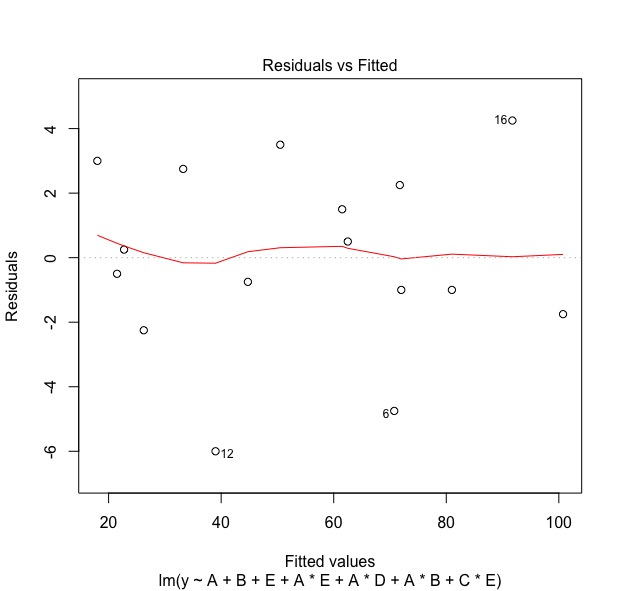 Residuals vs Fitted
Residuals
4
2
0
-2
-4
-6
16
6
12
20 40 60 80 100
Fitted values
lm(y ~ A + B + E + A * E + A * D + A * B + C * E)